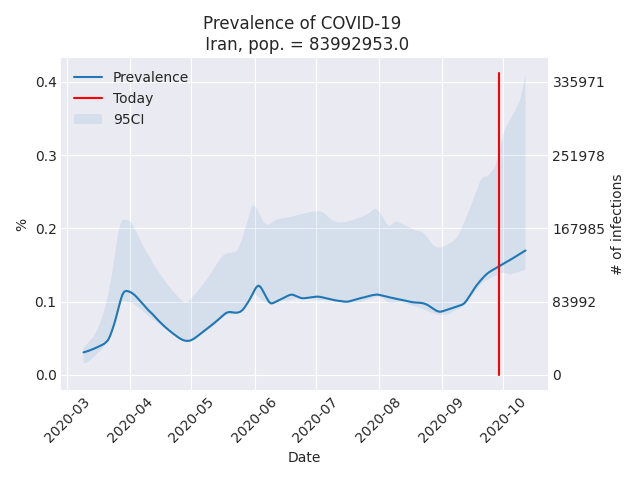 Prevalence of COVID-19
Iran, pop. = 83992953.0
Prevalence
Today
95CI
0.4
0.3
0.2
0.1
0.0
%
335971
251978
167985
83992
0
# of infections
2020-03
2020-04
2020-05
2020-06
2020-07
2020-08
2020-09
2020-10
Date